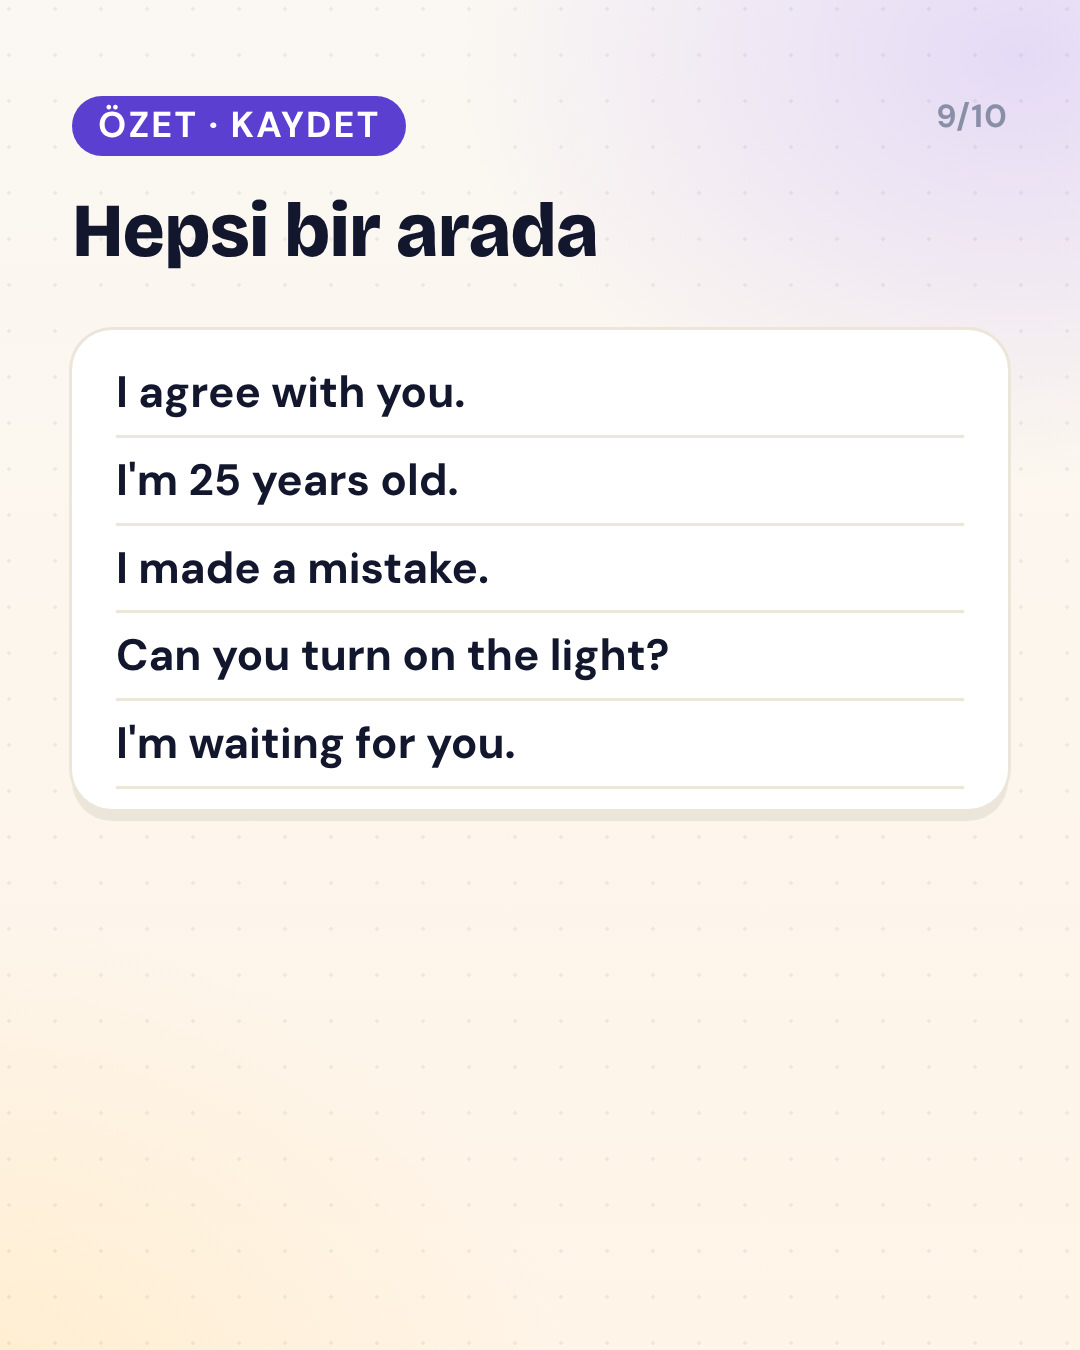 ÖZET · KAYDET
9/10
Hepsi bir arada
I agree with you.
I'm 25 years old.
I made a mistake.
Can you turn on the light?
I'm waiting for you.